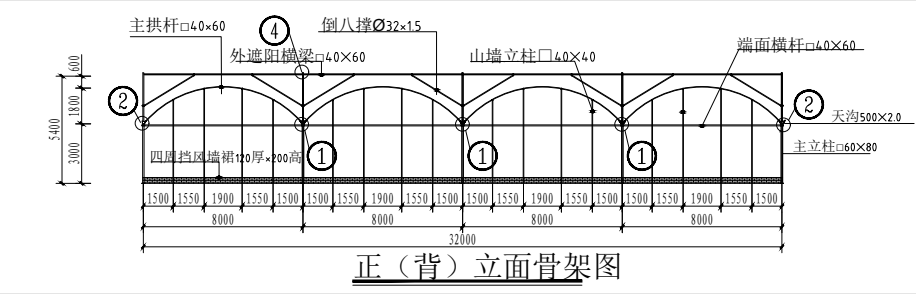 主拱杆□40×60
④
倒八撑Ø32×1.5
外遮阳横梁□40×60
山墙立柱□40×40
端面横杆□40×60
600
1800
3000
5400
②
②
天沟500×2.0
①
①
①
主立柱□60×80
四周挡风墙裙120厚×200高
1500 1550 1900 1550 1500 1500 1550 1900 1550 1500 1500 1550 1900 1550 1500 1500 1550 1900 1550 1500
8000 8000 8000 8000
32000
正（背）立面骨架图